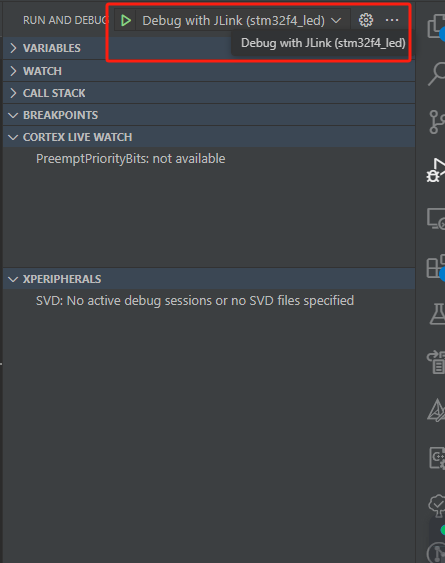 RUN AND DEBUG
Debug with JLink (stm32f4_led)
Debug with JLink (stm32f4_led)
VARIABLES
WATCH
CALL STACK
BREAKPOINTS
CORTEX LIVE WATCH
PreemptPriorityBits: not available
XPERIPHERALS
SVD: No active debug sessions or no SVD files specified